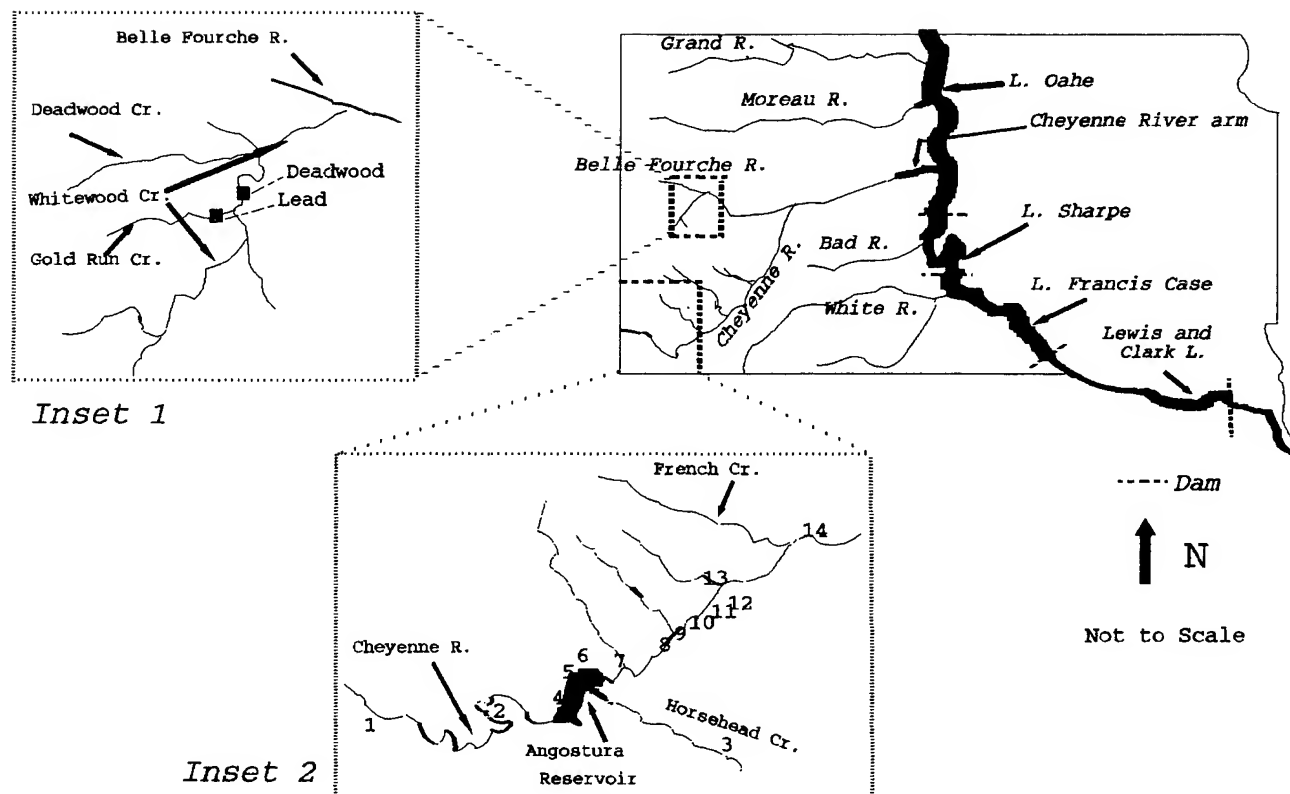 Belle Fourche R.
Deadwood Cr.
Deadwood
Whitewood Cr.
Lead
Gold Run Cr.
Inset 1
Grand R.
L. Oahe
Moreau R.
Cheyenne River arm
Belle Fourche R.
L. Sharpe
Bad R.
Cheyenne R.
L. Francis Case
White R.
Lewis and
Clark L.
Dam
N
Not to Scale
French Cr.
14
13
12
11
10
9
8
7
6
5
4
Cheyenne R.
2
1
Horsehead Cr.
3
Angostura
Reservoir
Inset 2